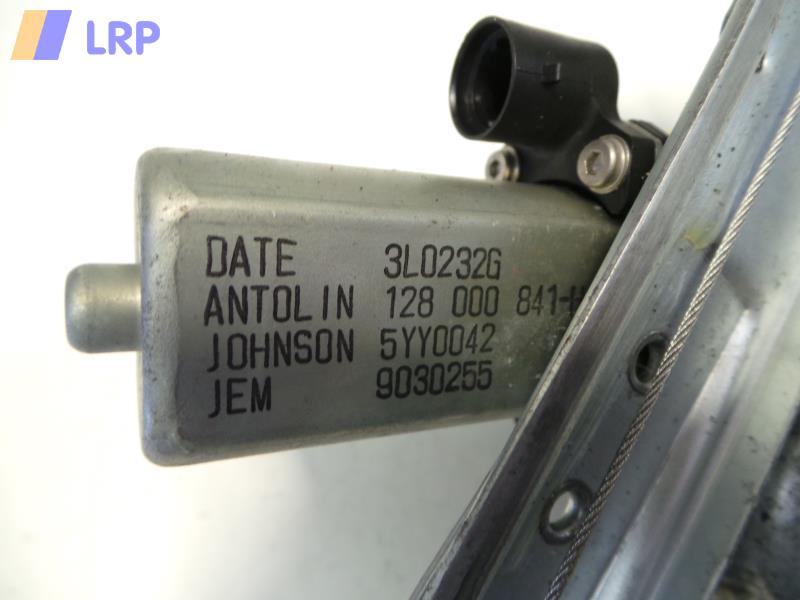 LRP
DATE 3L0232G
ANTOLIN 128 000 841-H
JOHNSON 5YY0042
JEM 9030255